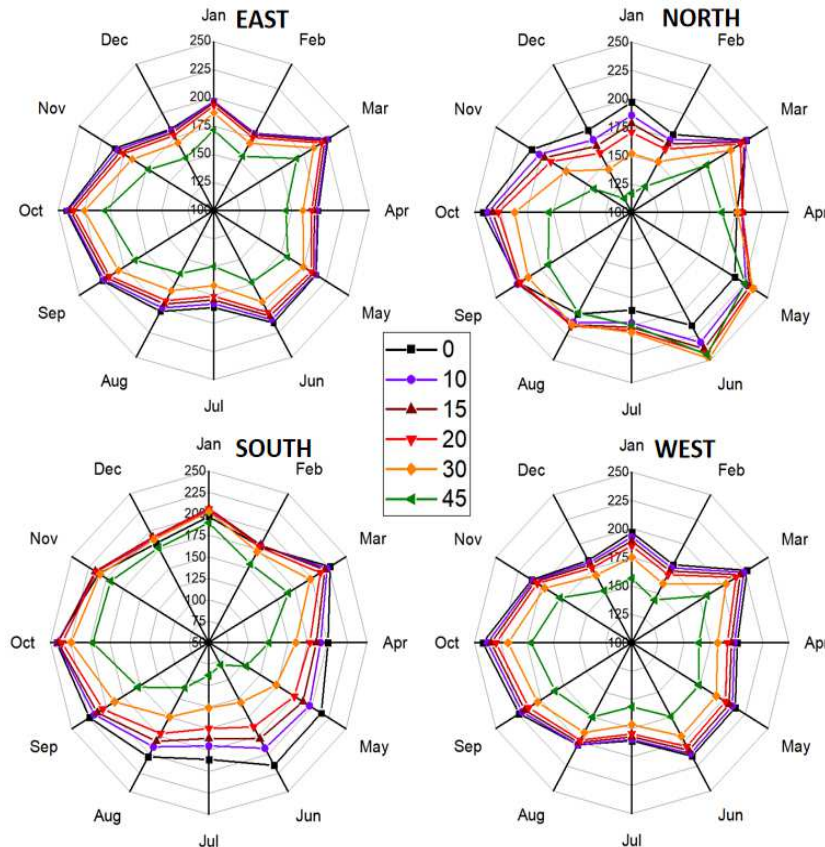 EAST
Jan
Feb
Mar
Apr
May
Jun
Jul
Aug
Sep
Oct
Nov
Dec
250
225
200
175
150
125
100
NORTH
Jan
Feb
Mar
Apr
May
Jun
Jul
Aug
Sep
Oct
Nov
Dec
250
225
200
175
150
125
100
0
10
15
20
30
45
SOUTH
Jan
Feb
Mar
Apr
May
Jun
Jul
Aug
Sep
Oct
Nov
Dec
250
225
200
175
150
125
100
75
50
WEST
Jan
Feb
Mar
Apr
May
Jun
Jul
Aug
Sep
Oct
Nov
Dec
250
225
200
175
150
125
100